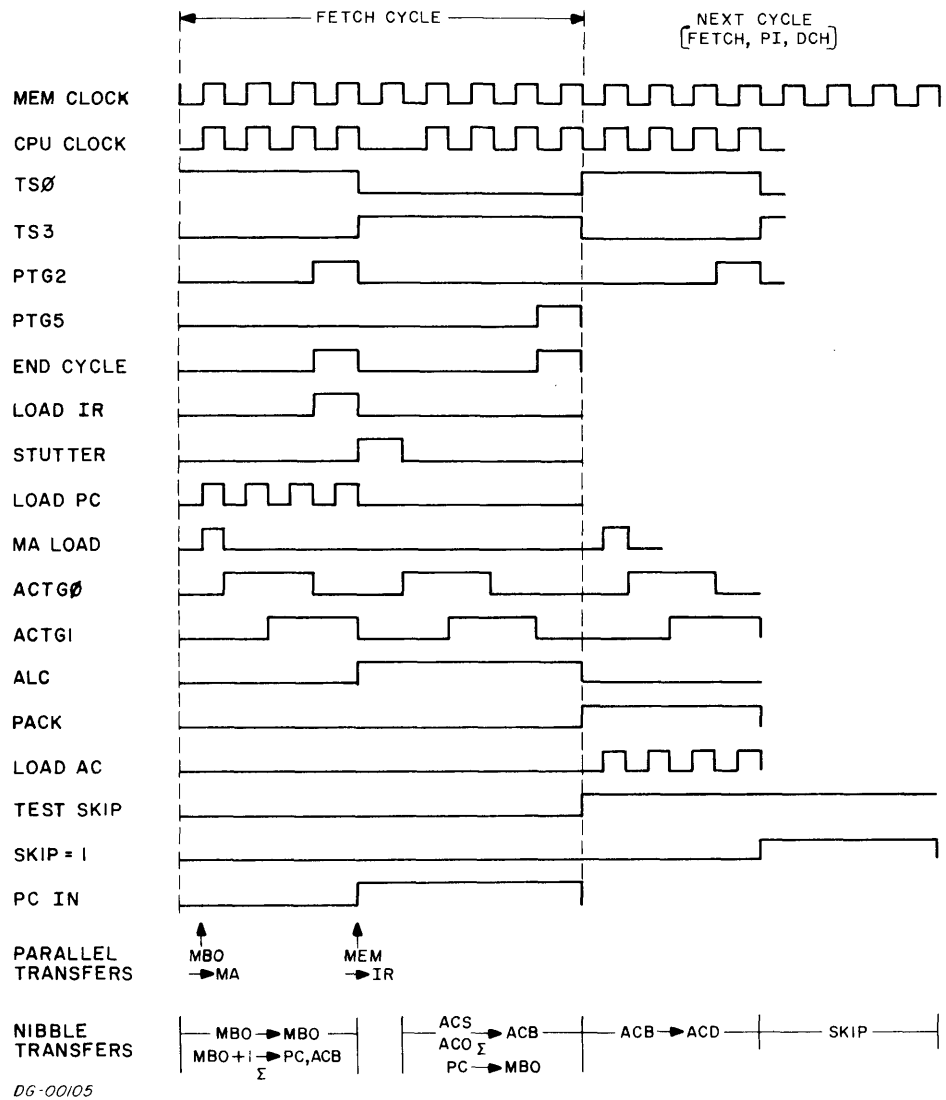 FETCH CYCLE
NEXT CYCLE
[FETCH, PI, DCH]
MEM CLOCK
CPU CLOCK
TSØ
TS3
PTG2
PTG5
END CYCLE
LOAD IR
STUTTER
LOAD PC
MA LOAD
ACTGØ
ACTG1
ALC
PACK
LOAD AC
TEST SKIP
SKIP = 1
PC IN
PARALLEL
TRANSFERS
MBO
→MA
MEM
→IR
NIBBLE
TRANSFERS
MBO→MBO
MBO+1→PC,ACB
Σ
ACS
ACO Σ → ACB
PC→MBO
ACB→ACD
SKIP
DG-00105